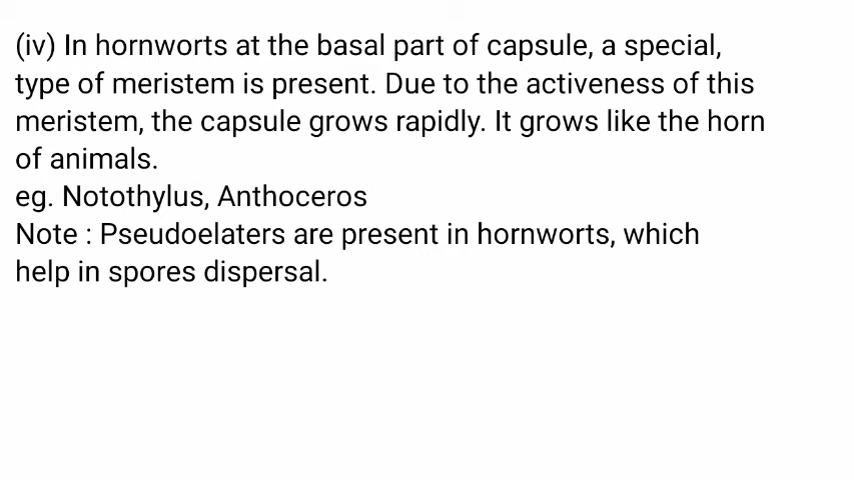 (iv) In hornworts at the basal part of capsule, a special,
type of meristem is present. Due to the activeness of this
meristem, the capsule grows rapidly. It grows like the horn
of animals.
eg. Notothylus, Anthoceros
Note : Pseudoelaters are present in hornworts, which
help in spores dispersal.